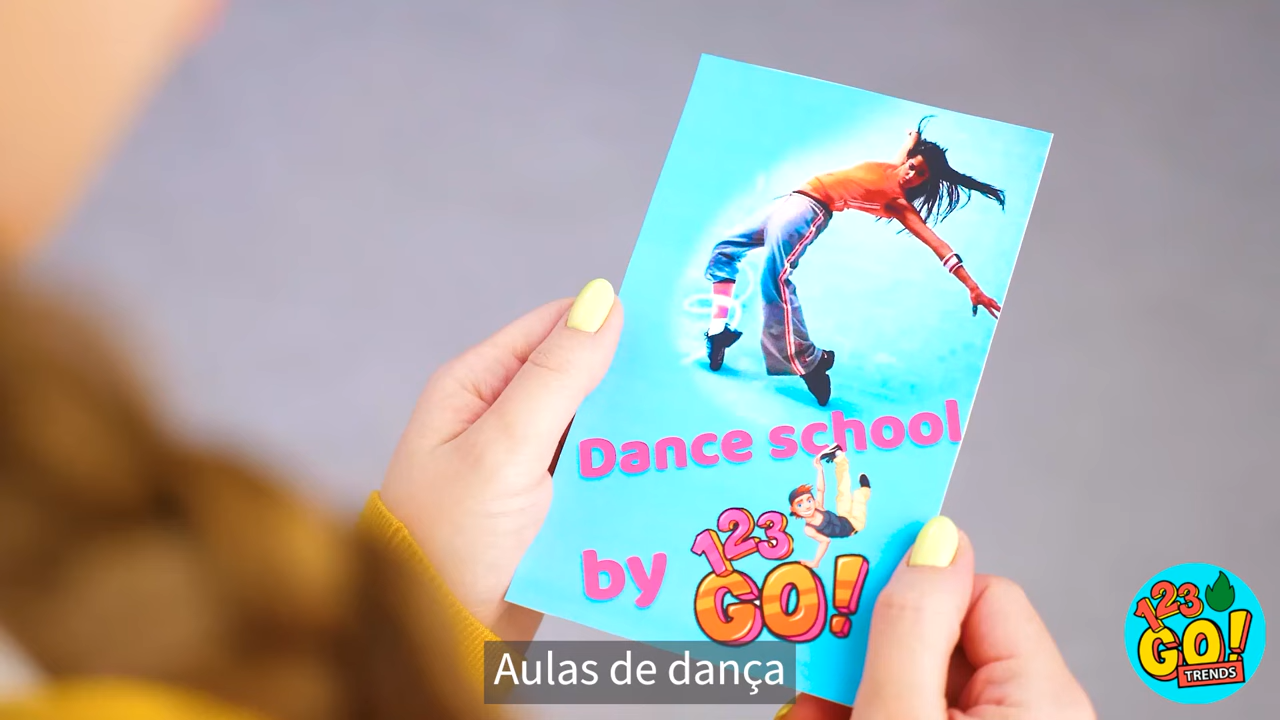 Dance school
by 123
GO!
Aulas de dança
123
GO!
TRENDS